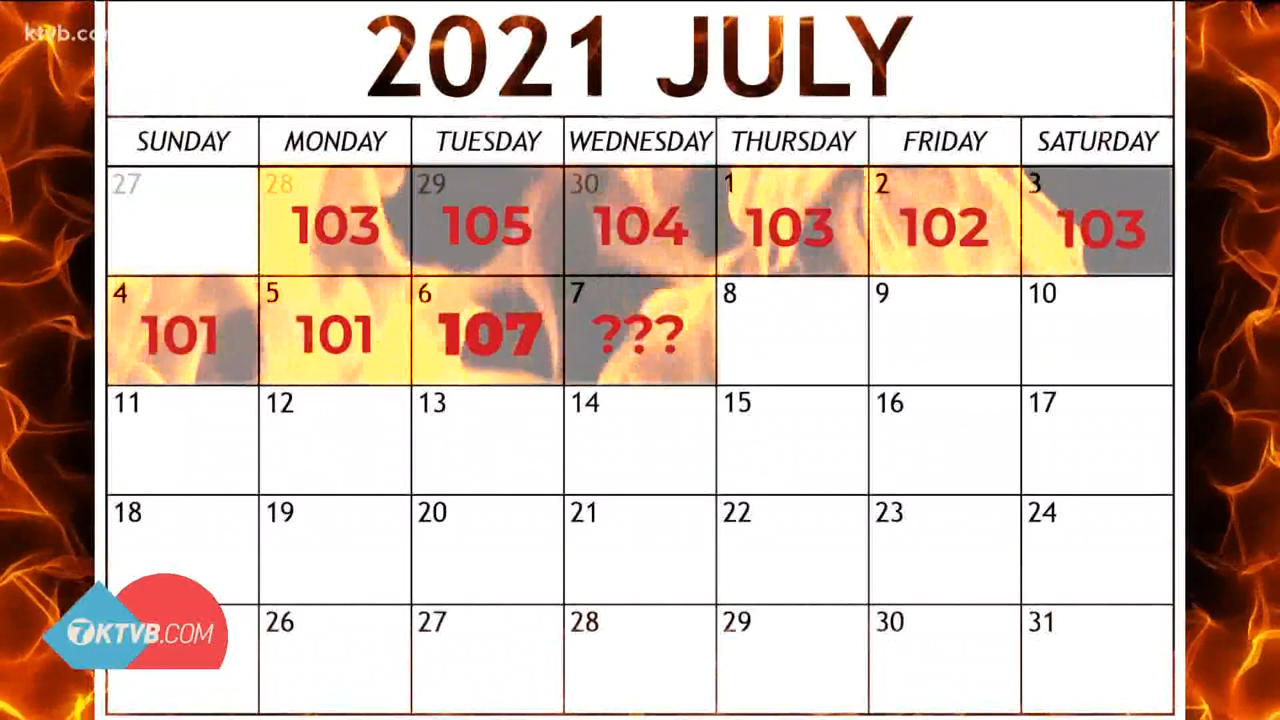 ktvb.co
2021 JULY
SUNDAY MONDAY TUESDAY WEDNESDAY THURSDAY FRIDAY SATURDAY
27 28 29 30 1 2 3
103 105 104 103 102 103
4 5 6 7 8 9 10
101 101 107 ???
11 12 13 14 15 16 17
18 19 20 21 22 23 24
26 27 28 29 30 31
7KTVB.COM